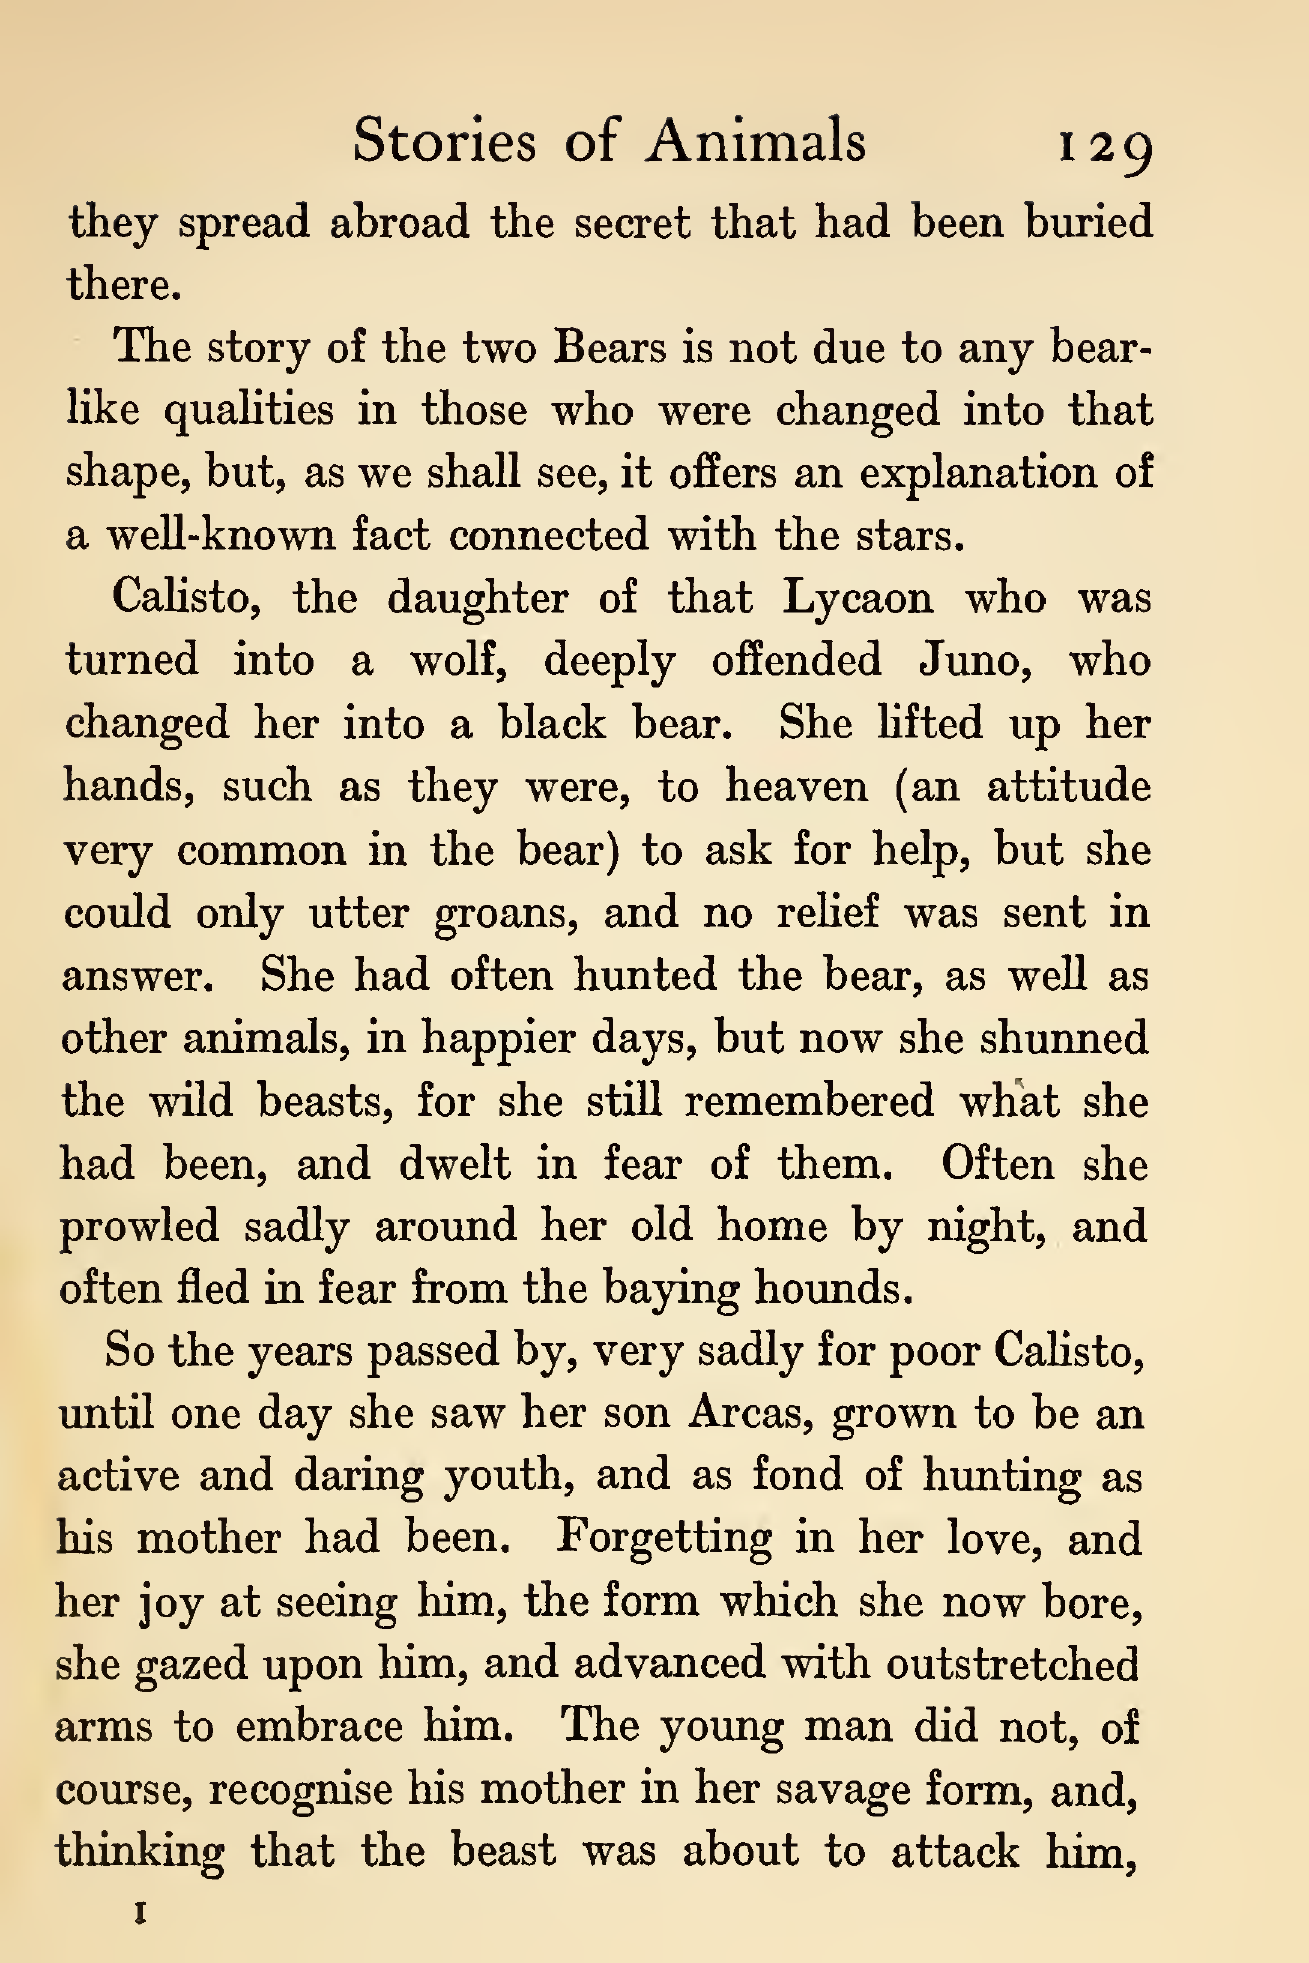 Stories of Animals 129
they spread abroad the secret that had been buried
there.
The story of the two Bears is not due to any bear-
like qualities in those who were changed into that
shape, but, as we shall see, it offers an explanation of
a well-known fact connected with the stars.
Calisto, the daughter of that Lycaon who was
turned into a wolf, deeply offended Juno, who
changed her into a black bear. She lifted up her
hands, such as they were, to heaven (an attitude
very common in the bear) to ask for help, but she
could only utter groans, and no relief was sent in
answer. She had often hunted the bear, as well as
other animals, in happier days, but now she shunned
the wild beasts, for she still remembered what she
had been, and dwelt in fear of them. Often she
prowled sadly around her old home by night, and
often fled in fear from the baying hounds.
So the years passed by, very sadly for poor Calisto,
until one day she saw her son Arcas, grown to be an
active and daring youth, and as fond of hunting as
his mother had been. Forgetting in her love, and
her joy at seeing him, the form which she now bore,
she gazed upon him, and advanced with outstretched
arms to embrace him. The young man did not, of
course, recognise his mother in her savage form, and,
thinking that the beast was about to attack him,
I